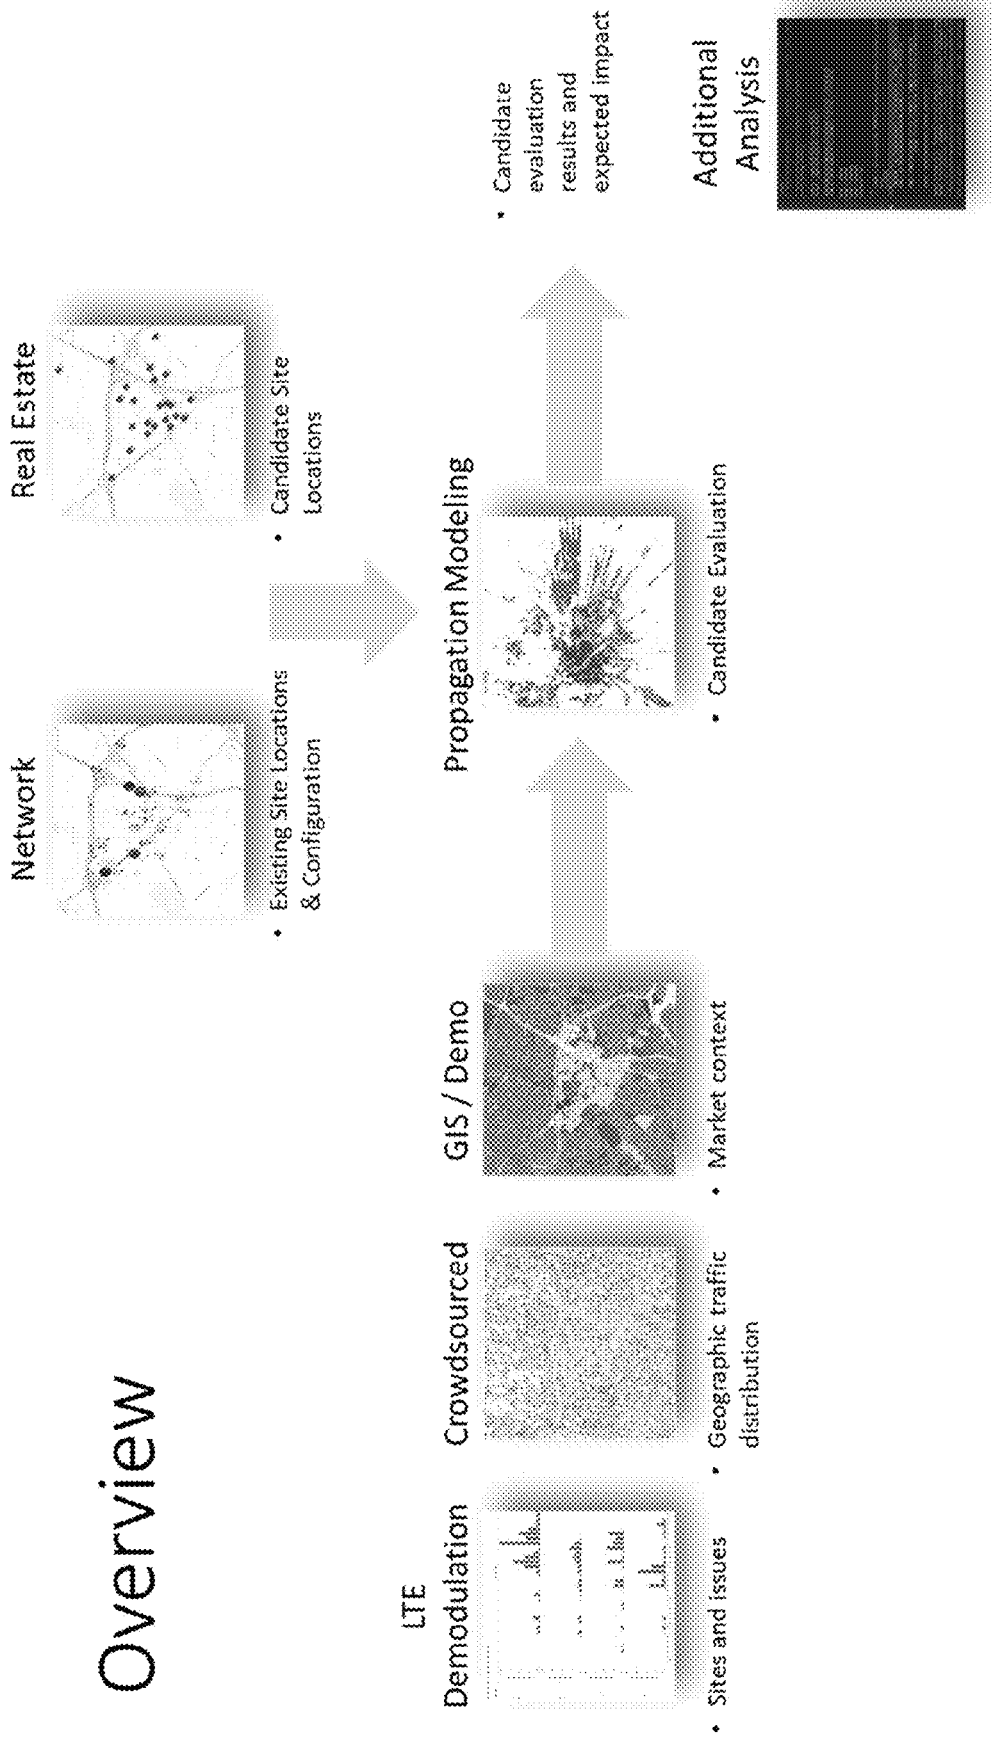 Overview
Network
• Existing Site Locations
& Configuration
Real Estate
• Candidate Site
Locations
LTE
Demodulation
• Sites and issues
Crowdsourced
• Geographic traffic
distribution
GIS / Demo
• Market context
Propagation Modeling
• Candidate Evaluation
• Candidate
evaluation
results and
expected impact
Additional
Analysis